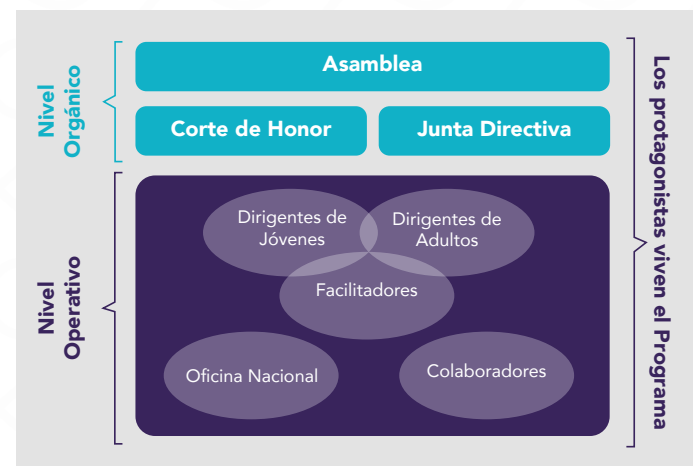 Nivel
Orgánico
Asamblea
Corte de Honor
Junta Directiva
Nivel
Operativo
Dirigentes de
Jóvenes
Dirigentes de
Adultos
Facilitadores
Oficina Nacional
Colaboradores
Los protagonistas viven el Programa